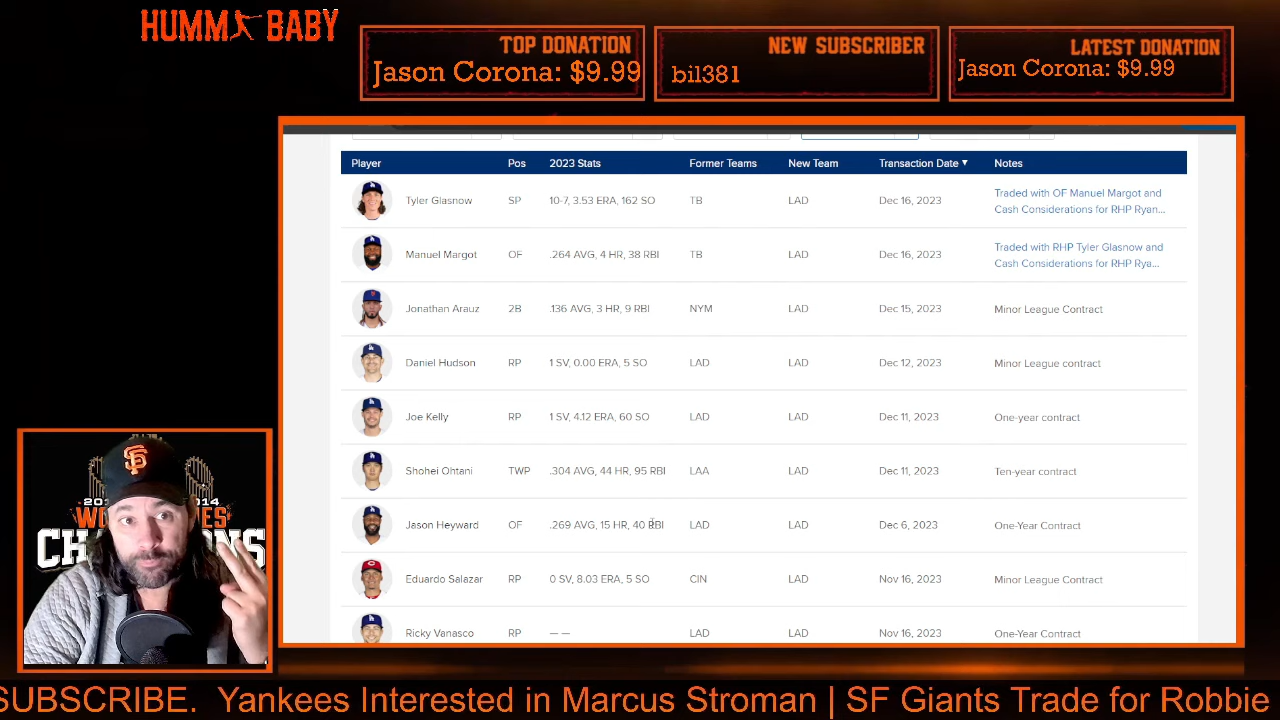 HUMM BABY
TOP DONATION
Jason Corona: $9.99
NEW SUBSCRIBER
bil381
LATEST DONATION
Jason Corona: $9.99
Player Pos 2023 Stats Former Teams New Team Transaction Date ▼ Notes
Tyler Glasnow SP 10-7, 3.53 ERA, 162 SO TB LAD Dec 16, 2023 Traded with OF Manuel Margot and
Cash Considerations for RHP Ryan...
Manuel Margot OF .264 AVG, 4 HR, 38 RBI TB LAD Dec 16, 2023 Traded with RHP Tyler Glasnow and
Cash Considerations for RHP Rya...
Jonathan Arauz 2B .136 AVG, 3 HR, 9 RBI NYM LAD Dec 15, 2023 Minor League Contract
Daniel Hudson RP 1 SV, 0.00 ERA, 5 SO LAD LAD Dec 12, 2023 Minor League contract
Joe Kelly RP 1 SV, 4.12 ERA, 60 SO LAD LAD Dec 11, 2023 One-year contract
Shohei Ohtani TWP .304 AVG, 44 HR, 95 RBI LAA LAD Dec 11, 2023 Ten-year contract
Jason Heyward OF .269 AVG, 15 HR, 40 RBI LAD LAD Dec 6, 2023 One-Year Contract
Eduardo Salazar RP 0 SV, 8.03 ERA, 5 SO CIN LAD Nov 16, 2023 Minor League Contract
Ricky Vanasco RP — — LAD LAD Nov 16, 2023 One-Year Contract
SF
SUBSCRIBE. Yankees Interested in Marcus Stroman | SF Giants Trade for Robbie